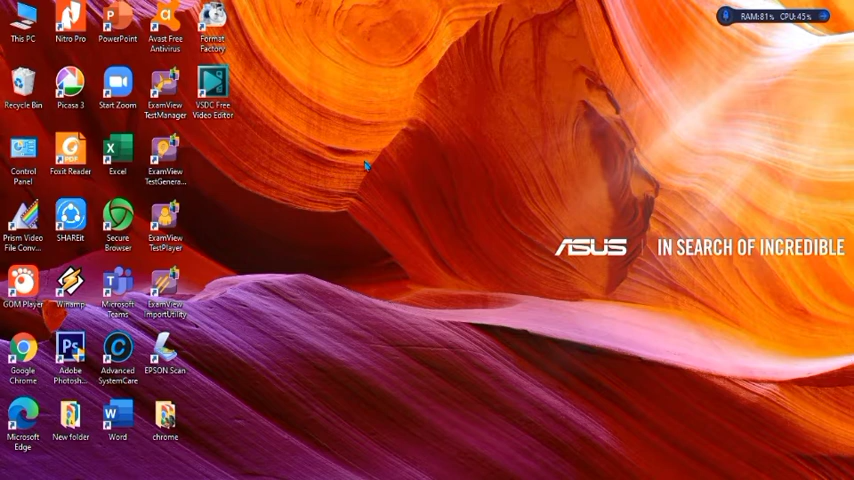 This PC
Nitro Pro
PowerPoint
Avast Free
Antivirus
Format
Factory
RAM:81% CPU:45%
Recycle Bin
Picasa 3
Start Zoom
ExamView
TestManager
VSDC Free
Video Editor
Control
Panel
PDF
Foxit Reader
Excel
ExamView
TestGenera...
Prism Video
File Conv...
SHAREit
Secure
Browser
ExamView
TestPlayer
ASUS
IN SEARCH OF INCREDIBLE
GOM Player
Winamp
Microsoft
Teams
ExamView
ImportUtility
Google
Chrome
Ps
Adobe
Photosh...
Advanced
SystemCare
EPSON Scan
Microsoft
Edge
New folder
Word
chrome